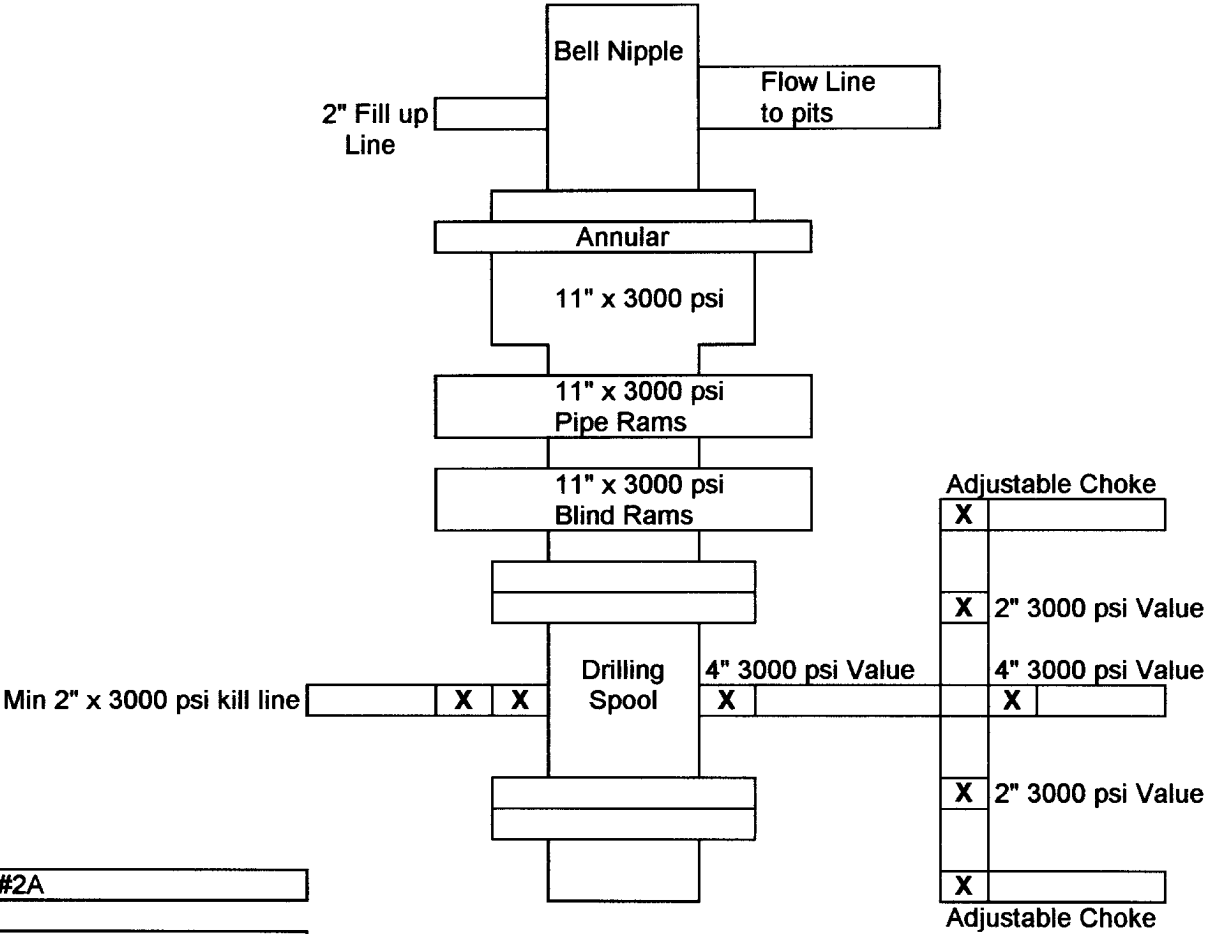 Bell Nipple
Flow Line
to pits
2" Fill up
Line
Annular
11" x 3000 psi
11" x 3000 psi
Pipe Rams
11" x 3000 psi
Blind Rams
Adjustable Choke
X
X 2" 3000 psi Value
Drilling
Spool
4" 3000 psi Value
4" 3000 psi Value
Min 2" x 3000 psi kill line
X X
X
X
X 2" 3000 psi Value
#2A
X
Adjustable Choke